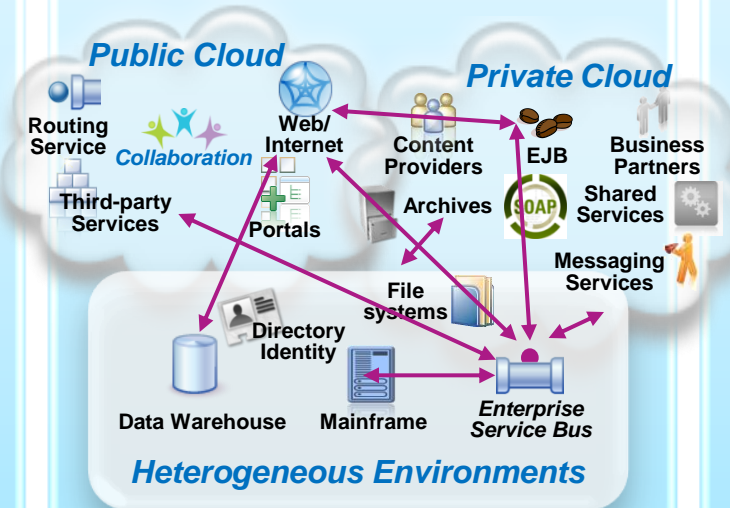 Public Cloud
Private Cloud
Routing
Service
Collaboration
Web/
Internet
Content
Providers
EJB
Business
Partners
Third-party
Services
Portals
Archives
SOAP
Shared
Services
Messaging
Services
File
systems
Directory
Identity
Data Warehouse
Mainframe
Enterprise
Service Bus
Heterogeneous Environments